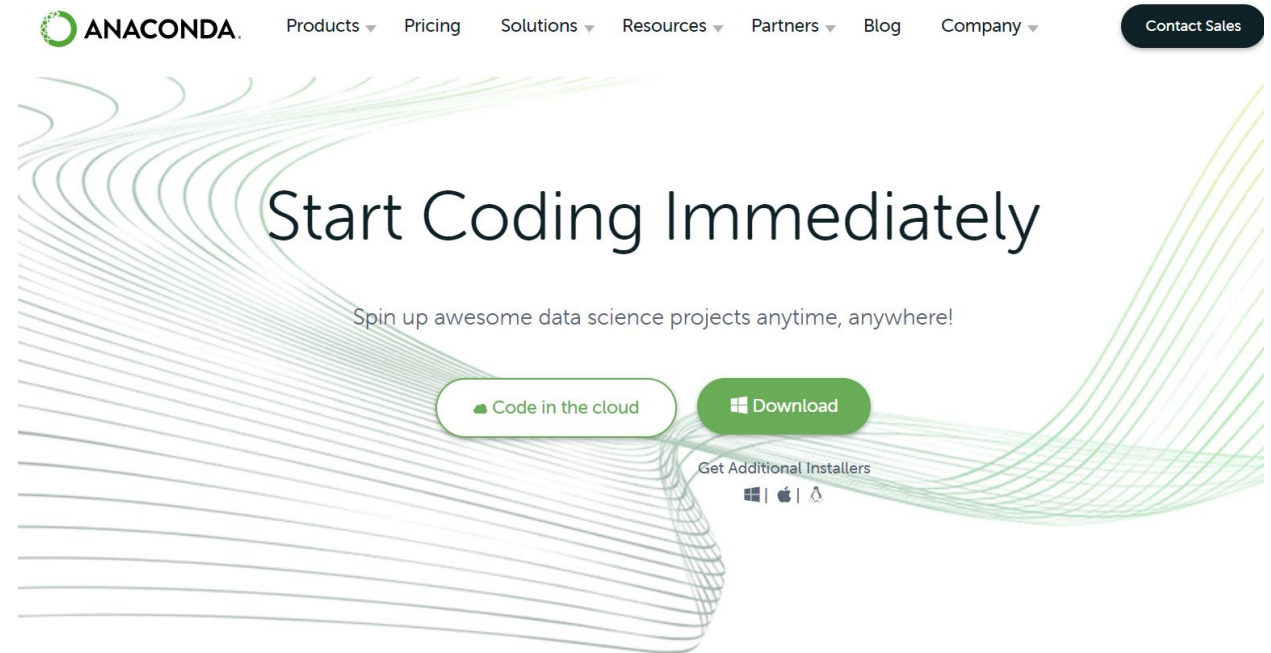 ANACONDA.
Products Pricing Solutions Resources Partners Blog Company Contact Sales
Start Coding Immediately
Spin up awesome data science projects anytime, anywhere!
Code in the cloud Download
Get Additional Installers
| |